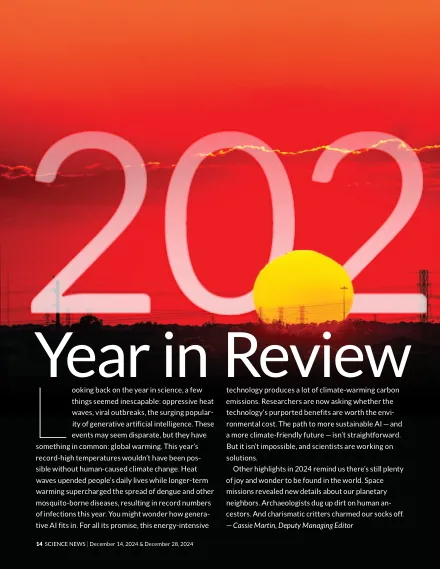 202
Year in Review
Looking back on the year in science, a few
things seemed inescapable: oppressive heat
waves, viral outbreaks, the surging popular-
ity of generative artificial intelligence. These
events may seem disparate, but they have
something in common: global warming. This year's
record-high temperatures wouldn't have been pos-
sible without human-caused climate change. Heat
waves upended people's daily lives while longer-term
warming supercharged the spread of dengue and other
mosquito-borne diseases, resulting in record numbers
of infections this year. You might wonder how genera-
tive AI fits in. For all its promise, this energy-intensive
technology produces a lot of climate-warming carbon
emissions. Researchers are now asking whether the
technology's purported benefits are worth the envi-
ronmental cost. The path to more sustainable AI — and
a more climate-friendly future — isn't straightforward.
But it isn't impossible, and scientists are working on
solutions.
Other highlights in 2024 remind us there's still plenty
of joy and wonder to be found in the world. Space
missions revealed new details about our planetary
neighbors. Archaeologists dug up dirt on human an-
cestors. And charismatic critters charmed our socks off.
— Cassie Martin, Deputy Managing Editor
14 SCIENCE NEWS | December 14, 2024 & December 28, 2024